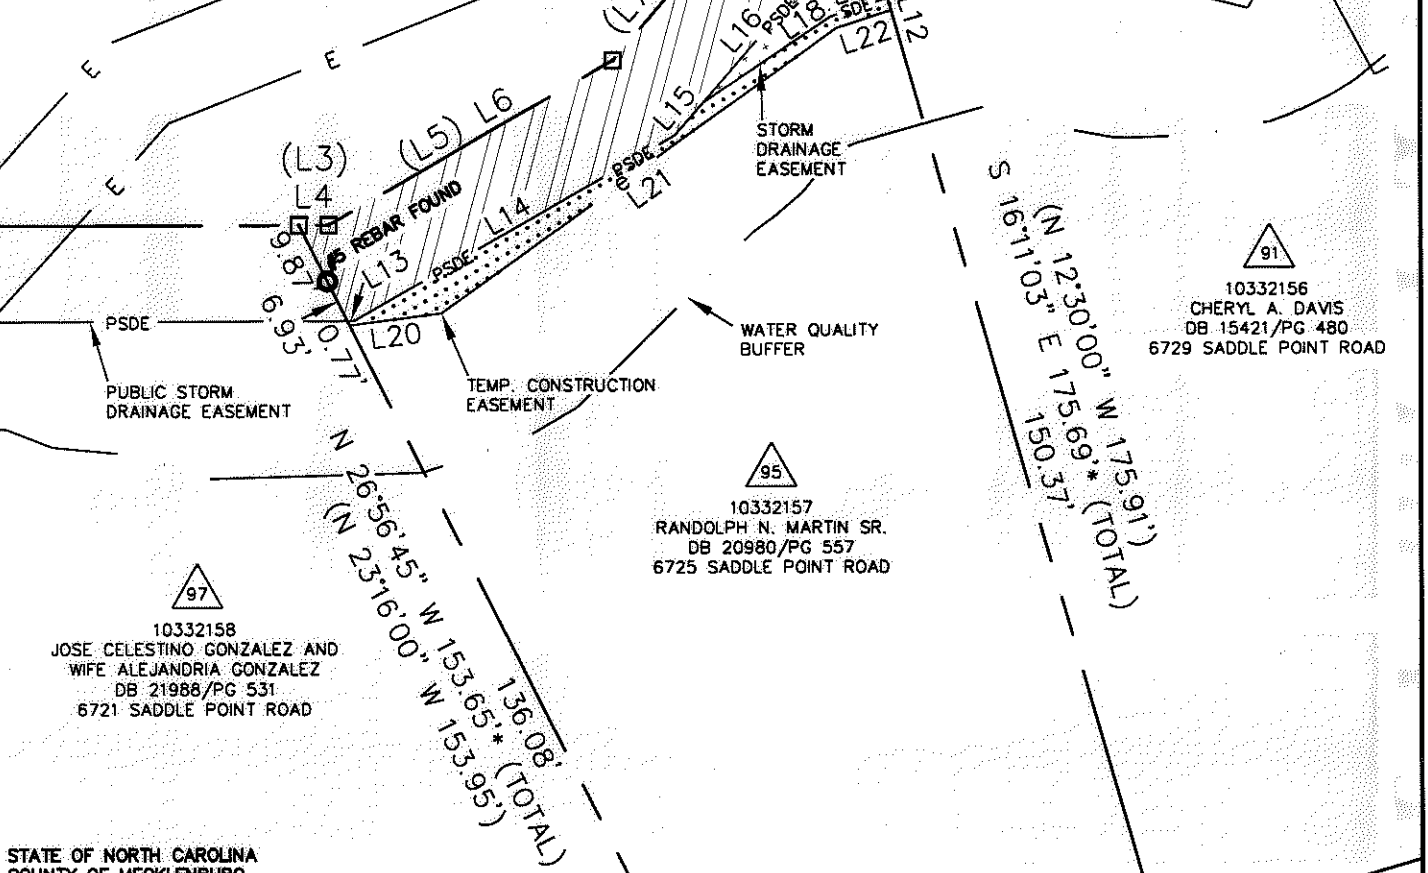 L12
L16
PSDE
L18
SDE
L22
E
E
E
(L5) L6
L15
STORM
DRAINAGE
EASEMENT
(L3)
L4
#5 REBAR FOUND
PSDE
L21
L14
9.87'
L13
PSDE
6.93'
0.77'
L20
PSDE
PUBLIC STORM
DRAINAGE EASEMENT
TEMP. CONSTRUCTION
EASEMENT
WATER QUALITY
BUFFER
(N 12°30'00" W 175.91')
S 16°11'03" E 175.69'* (TOTAL)
150.37'
91
10332156
CHERYL A. DAVIS
DB 15421/PG 480
6729 SADDLE POINT ROAD
95
10332157
RANDOLPH N. MARTIN SR.
DB 20980/PG 557
6725 SADDLE POINT ROAD
136.08'
N 26°56'45" W 153.65'* (TOTAL)
(N 23°16'00" W 153.95')
97
10332158
JOSE CELESTINO GONZALEZ AND
WIFE ALEJANDRIA GONZALEZ
DB 21988/PG 531
6721 SADDLE POINT ROAD
STATE OF NORTH CAROLINA
COUNTY OF MECKLENBURG